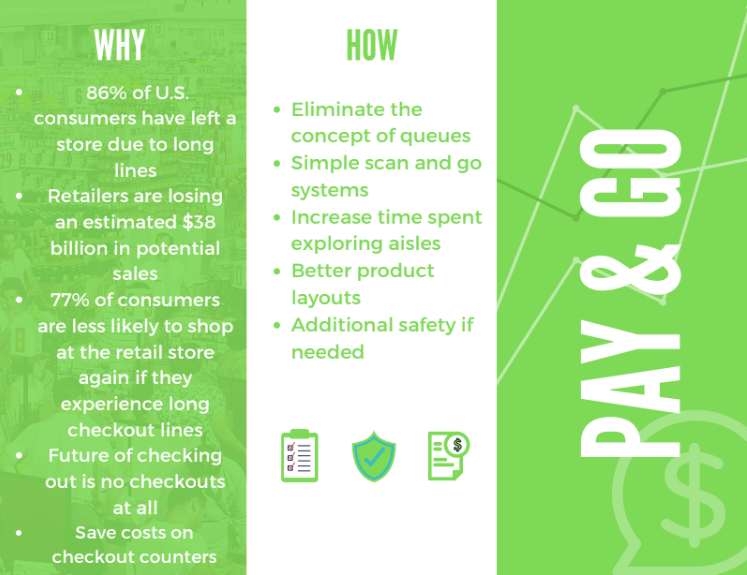 WHY
• 86% of U.S.
consumers have left a
store due to long
lines
• Retailers are losing
an estimated $38
billion in potential
sales
• 77% of consumers
are less likely to shop
at the retail store
again if they
experience long
checkout lines
• Future of checking
out is no checkouts
at all
• Save costs on
checkout counters
HOW
• Eliminate the
concept of queues
• Simple scan and go
systems
• Increase time spent
exploring aisles
• Better product
layouts
• Additional safety if
needed
$
PAY & GO
$